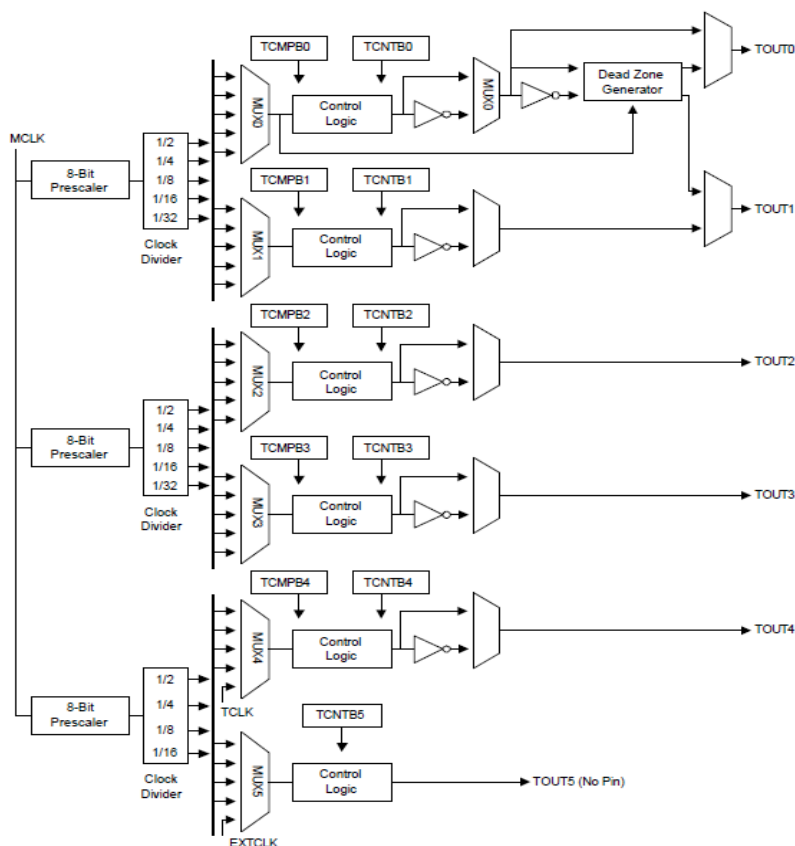 MCLK
8-Bit
Prescaler
1/2
1/4
1/8
1/16
1/32
Clock
Divider
MUX0
TCMPB0
TCNTB0
Control
Logic
MUX0
Dead Zone
Generator
TOUT0
MUX1
TCMPB1
TCNTB1
Control
Logic
TOUT1
8-Bit
Prescaler
1/2
1/4
1/8
1/16
1/32
Clock
Divider
MUX2
TCMPB2
TCNTB2
Control
Logic
TOUT2
MUX3
TCMPB3
TCNTB3
Control
Logic
TOUT3
8-Bit
Prescaler
1/2
1/4
1/8
1/16
Clock
Divider
MUX4
TCLK
TCMPB4
TCNTB4
Control
Logic
TOUT4
MUX5
EXTCLK
TCNTB5
Control
Logic
TOUT5 (No Pin)